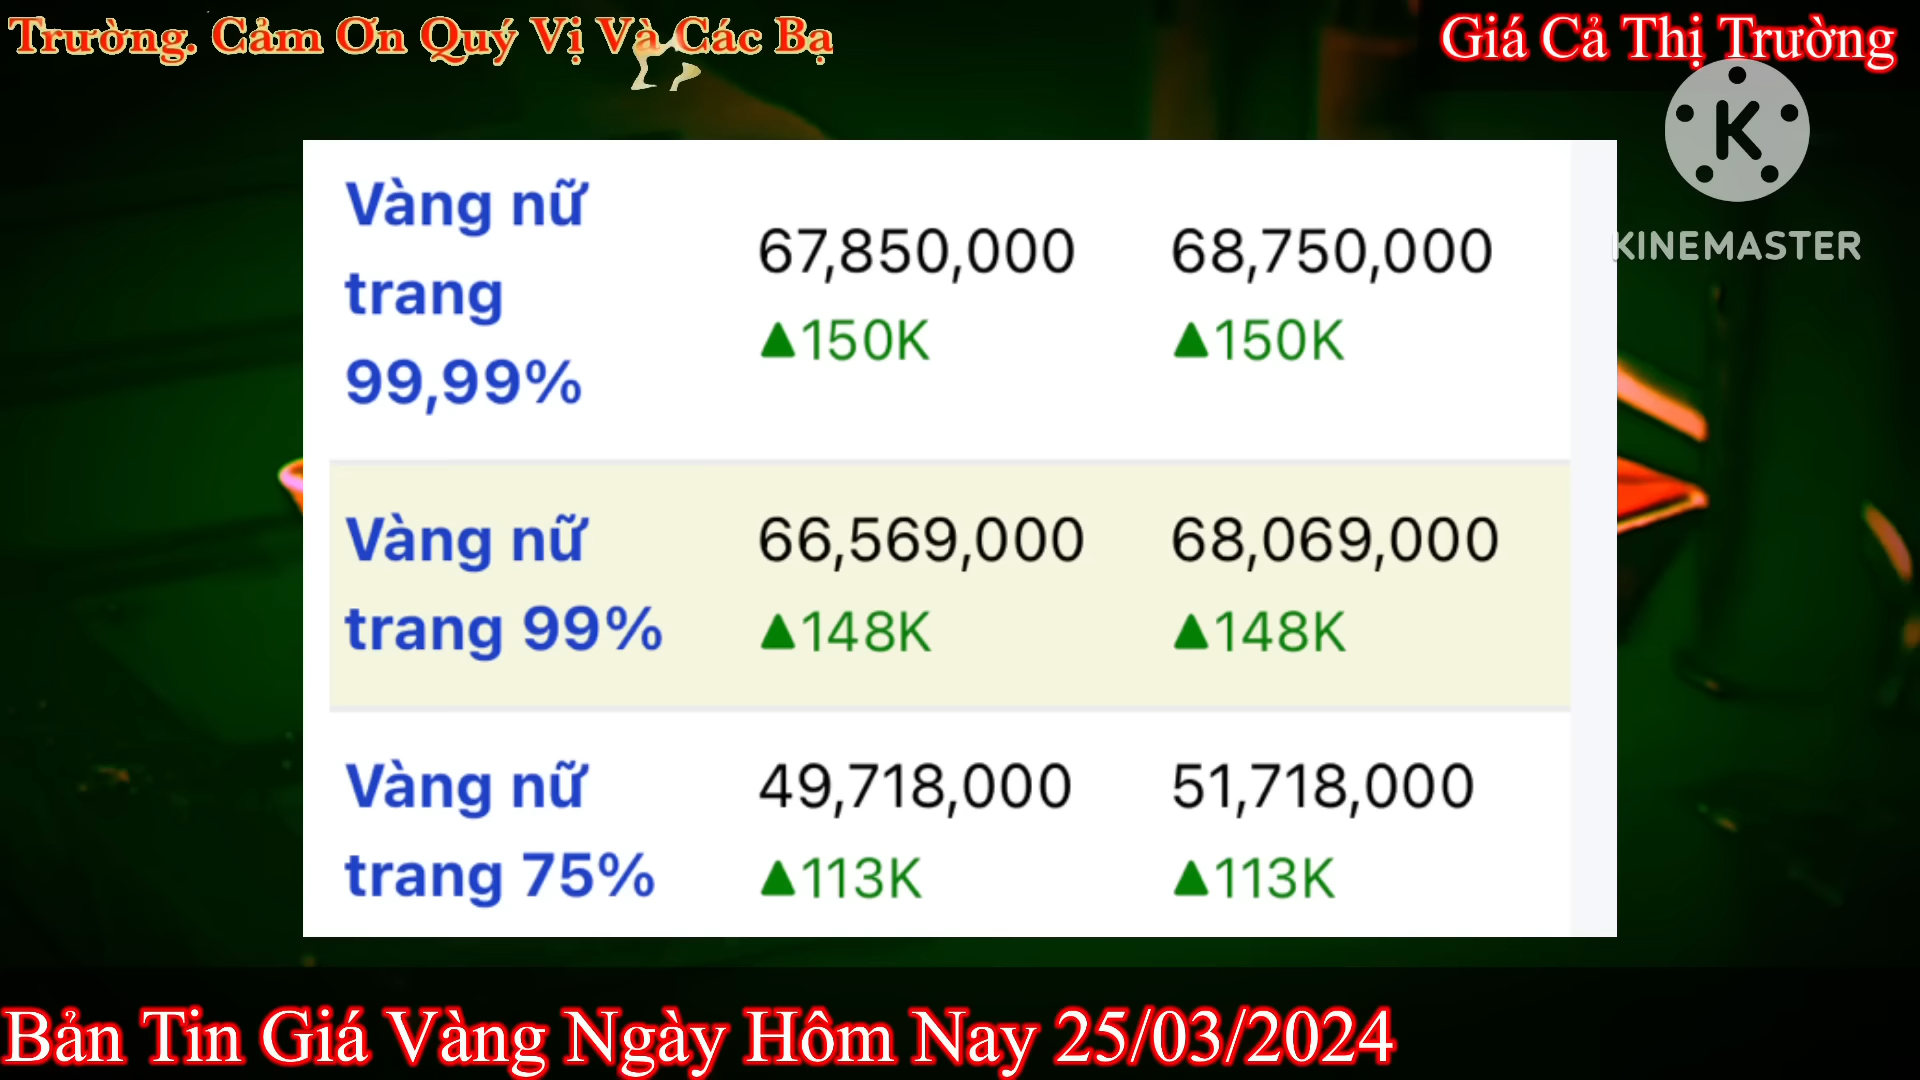 Trường. Cảm Ơn Quý Vị Và Các Bạ
Giá Cả Thị Trường
K
KINEMASTER
Vàng nữ
trang
99,99%
67,850,000
68,750,000
▲150K
▲150K
Vàng nữ
trang 99%
66,569,000
68,069,000
▲148K
▲148K
Vàng nữ
trang 75%
49,718,000
51,718,000
▲113K
▲113K
Bản Tin Giá Vàng Ngày Hôm Nay 25/03/2024